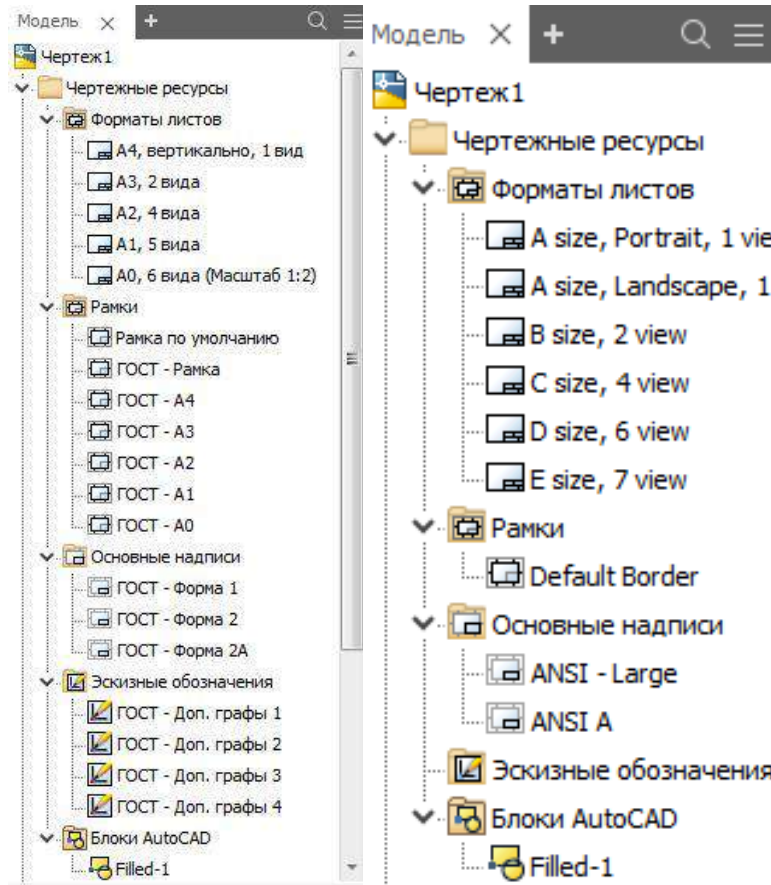 Модель
Чертеж1
Чертежные ресурсы
Форматы листов
А4, вертикально, 1 вид
А3, 2 вида
А2, 4 вида
А1, 5 вида
А0, 6 вида (Масштаб 1:2)
Рамки
Рамка по умолчанию
ГОСТ - Рамка
ГОСТ - А4
ГОСТ - А3
ГОСТ - А2
ГОСТ - А1
ГОСТ - А0
Основные надписи
ГОСТ - Форма 1
ГОСТ - Форма 2
ГОСТ - Форма 2А
Эскизные обозначения
ГОСТ - Доп. графы 1
ГОСТ - Доп. графы 2
ГОСТ - Доп. графы 3
ГОСТ - Доп. графы 4
Блоки AutoCAD
Filled-1
Модель
Чертеж1
Чертежные ресурсы
Форматы листов
A size, Portrait, 1 vie
A size, Landscape, 1
B size, 2 view
C size, 4 view
D size, 6 view
E size, 7 view
Рамки
Default Border
Основные надписи
ANSI - Large
ANSI A
Эскизные обозначения
Блоки AutoCAD
Filled-1